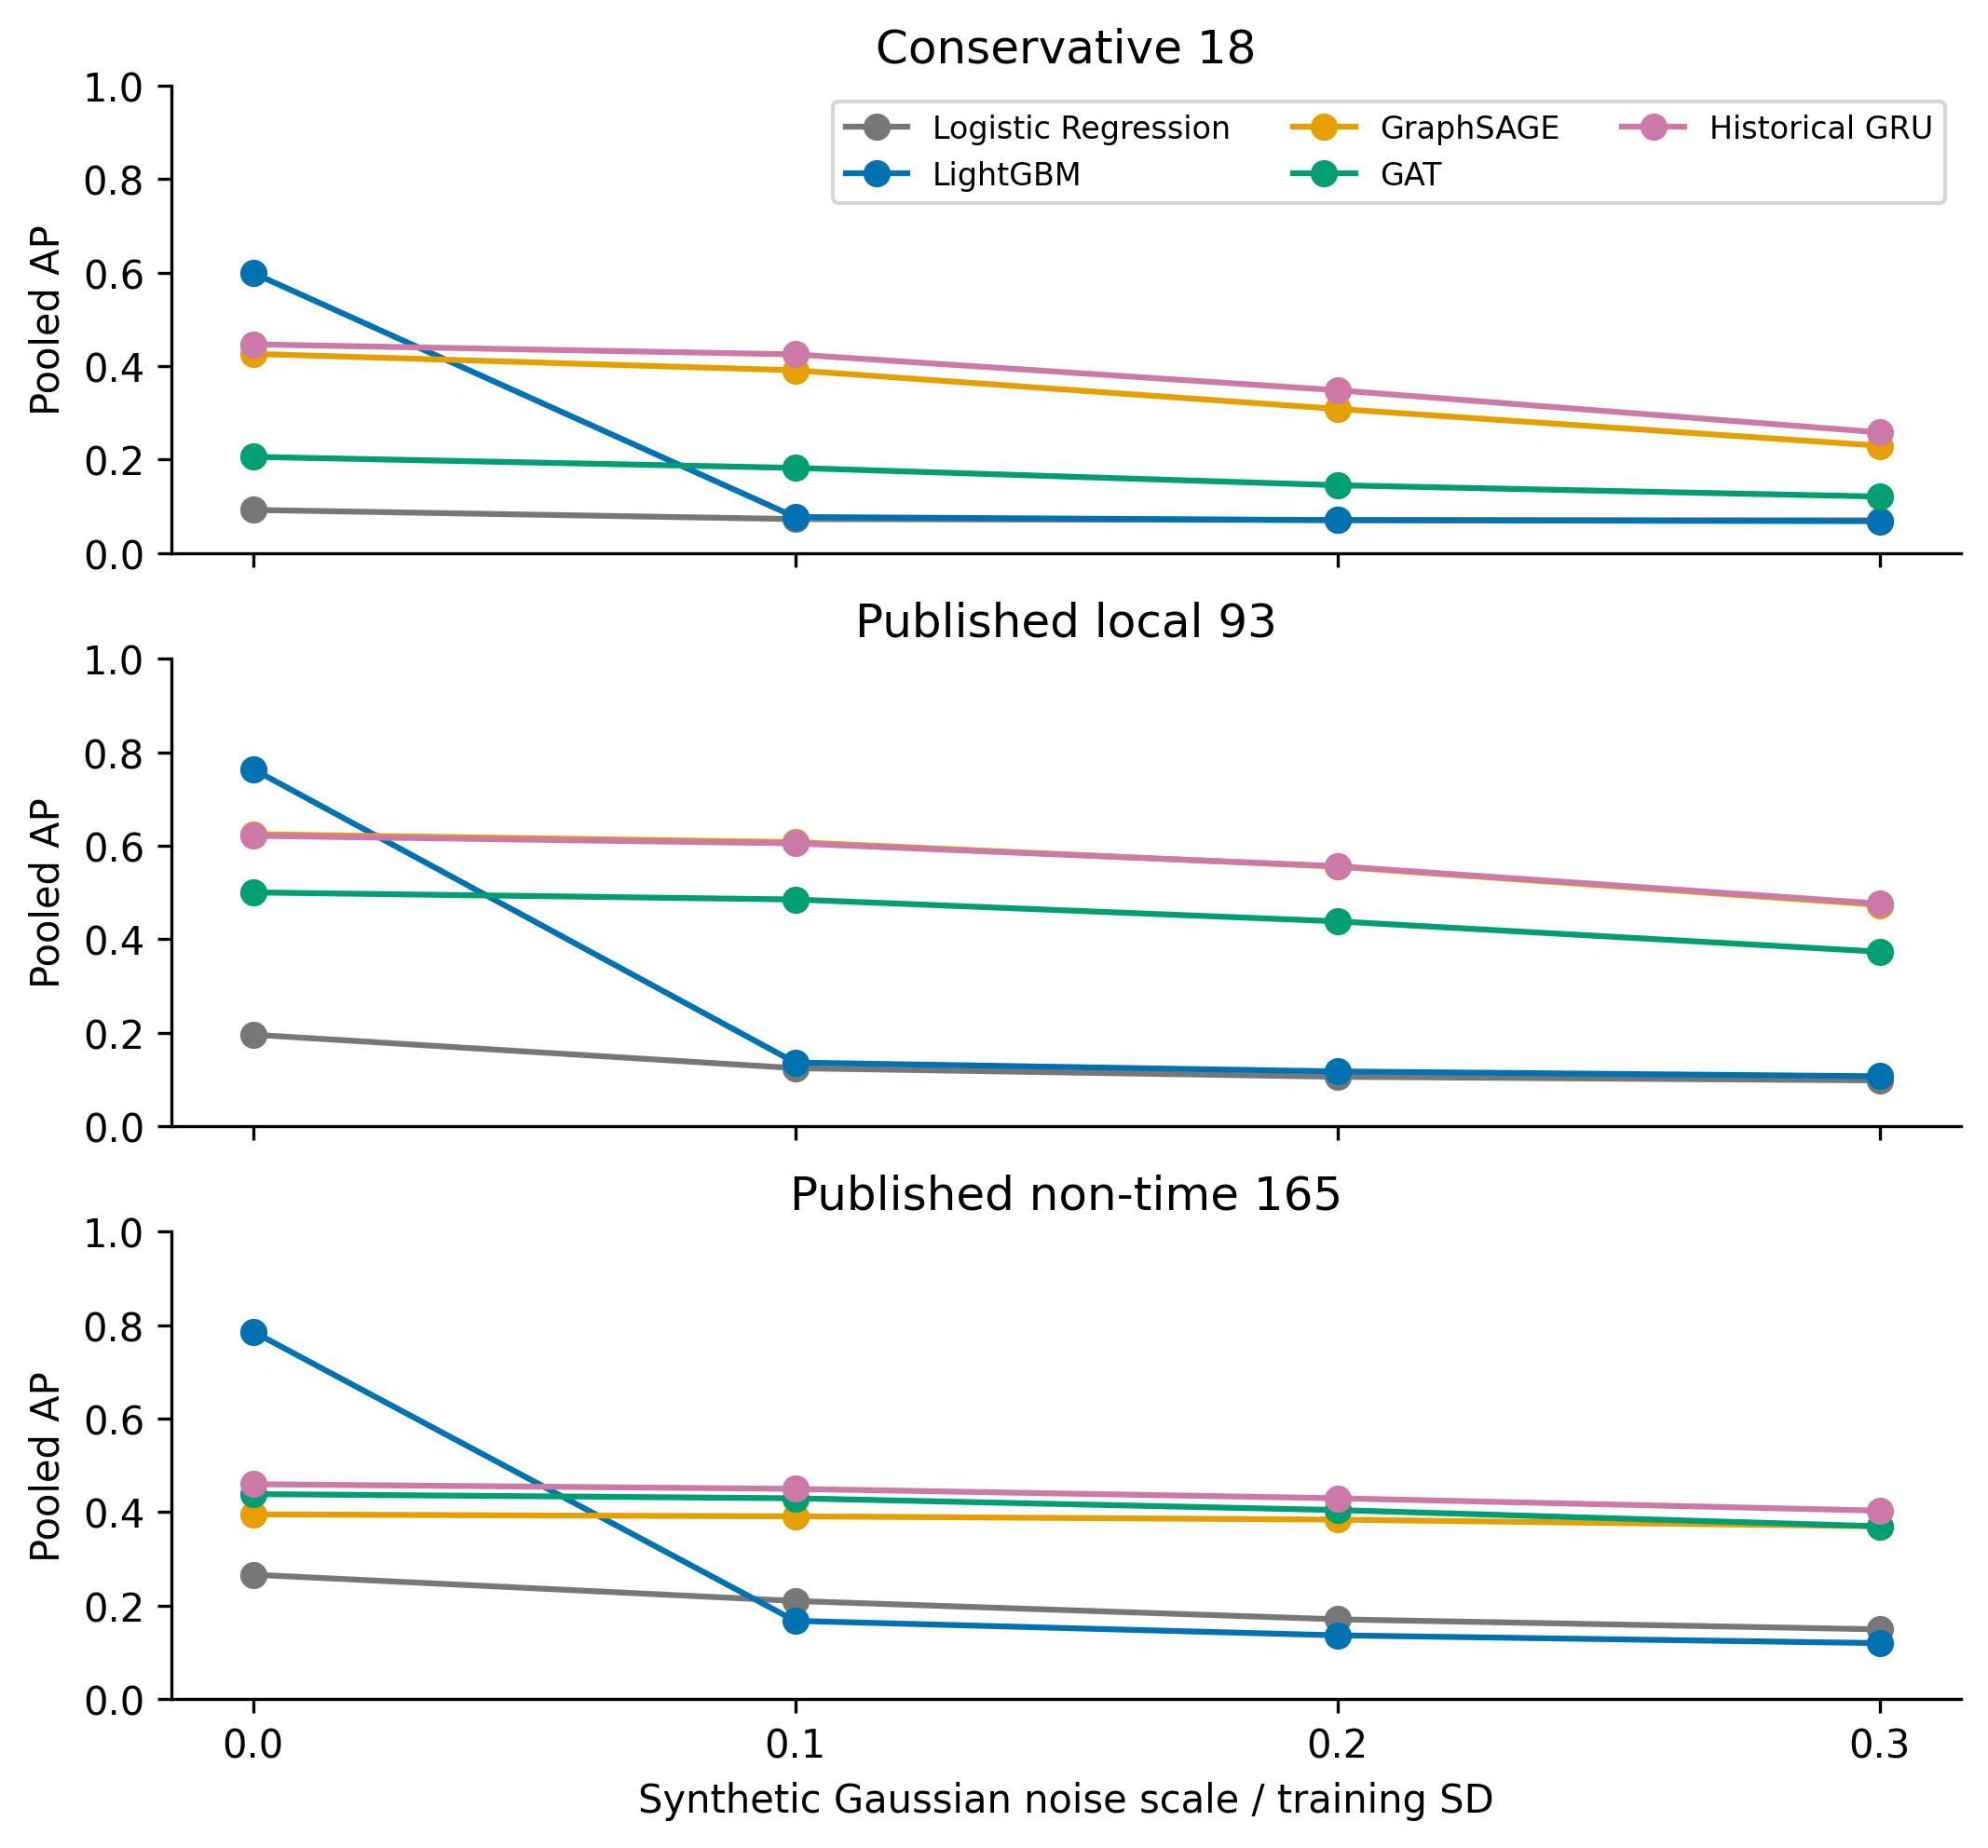 Conservative 18
1.0
0.8
0.6
0.4
0.2
0.0
Pooled AP
Logistic Regression
LightGBM
GraphSAGE
GAT
Historical GRU
Published local 93
1.0
0.8
0.6
0.4
0.2
0.0
Pooled AP
Published non-time 165
1.0
0.8
0.6
0.4
0.2
0.0
Pooled AP
0.0 0.1 0.2 0.3
Synthetic Gaussian noise scale / training SD